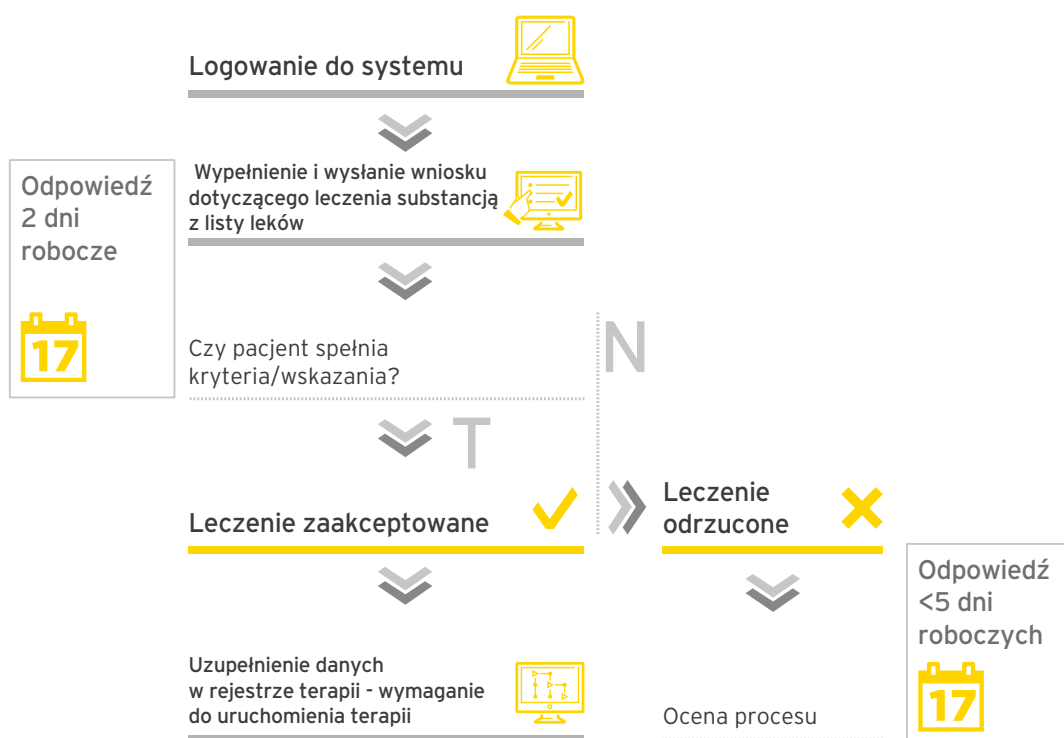 Logowanie do systemu
Odpowiedź
2 dni
robocze
17
Wypełnienie i wysłanie wniosku
dotyczącego leczenia substancją
z listy leków
Czy pacjent spełnia
kryteria/wskazania?
N
T
Leczenie zaakceptowane
Leczenie
odrzucone
Odpowiedź
<5 dni
roboczych
17
Uzupełnienie danych
w rejestrze terapii - wymaganie
do uruchomienia terapii
Ocena procesu